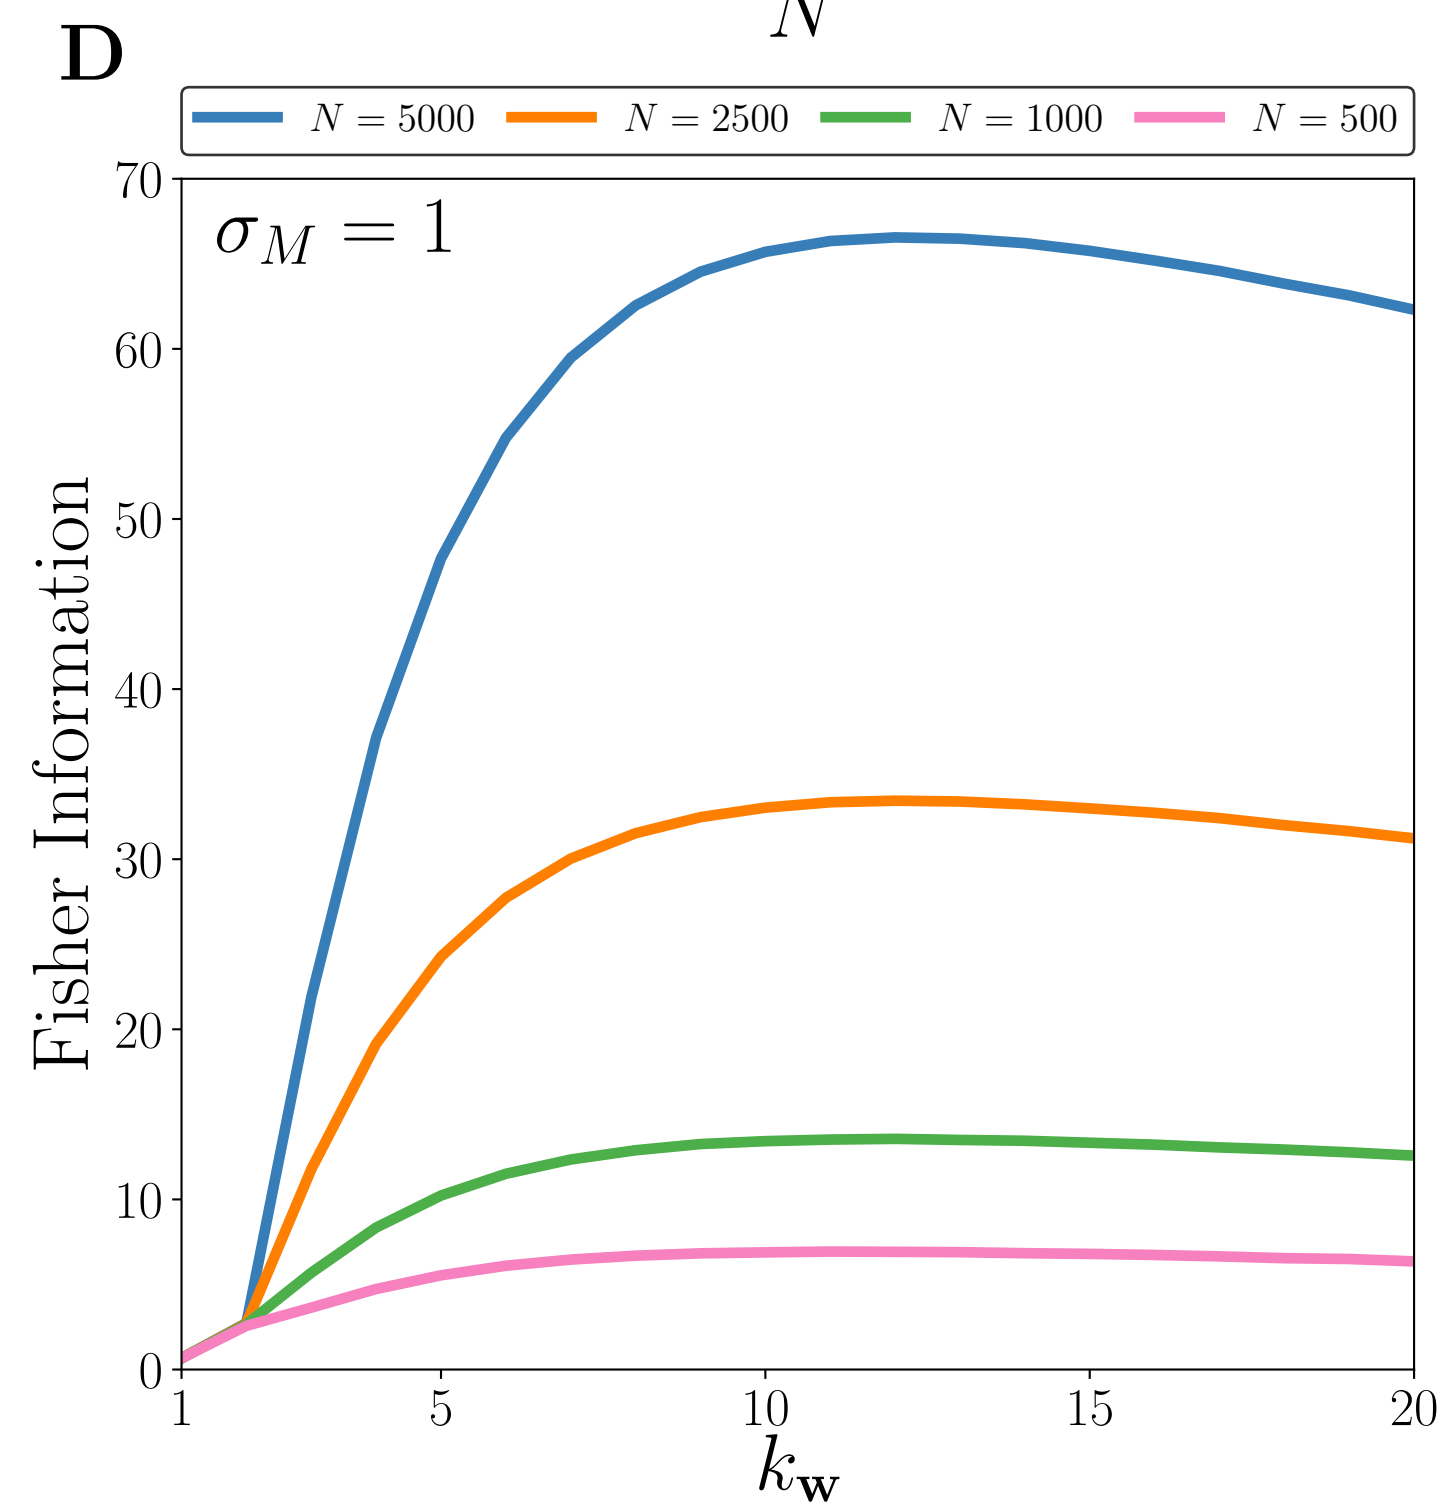 N
D
N = 5000 N = 2500 N = 1000 N = 500
σ_M = 1
70
60
50
40
30
20
10
0
Fisher Information
1 5 10 15 20
k_w